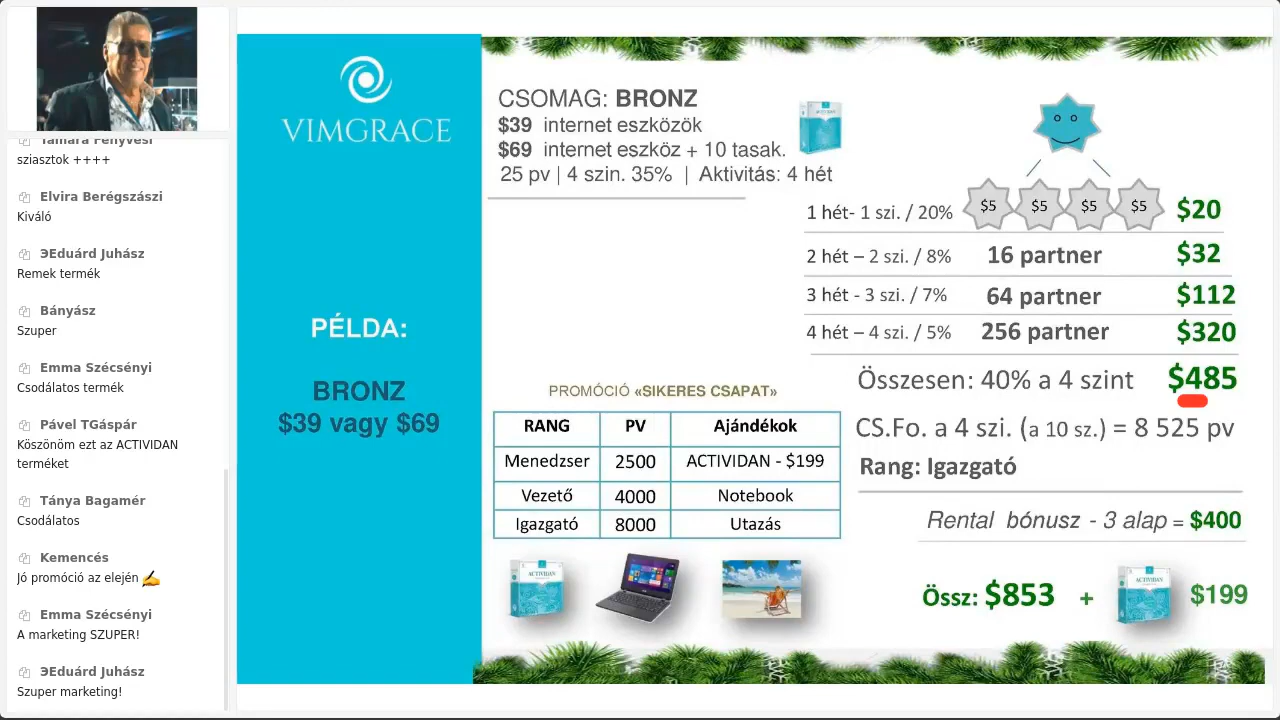 Tamara Fenyvesi
sziasztok ++++
Elvira Berégszászi
Kiváló
ЭEduárd Juhász
Remek termék
Bányász
Szuper
Emma Szécsényi
Csodálatos termék
Pável TGáspár
Köszönöm ezt az ACTIVIDAN
terméket
Tánya Bagamér
Csodálatos
Kemencés
Jó promóció az elején ✍
Emma Szécsényi
A marketing SZUPER!
ЭEduárd Juhász
Szuper marketing!
VIMGRACE
PÉLDA:
BRONZ
$39 vagy $69
CSOMAG: BRONZ
$39 internet eszközök
$69 internet eszköz + 10 tasak.
25 pv | 4 szin. 35% | Aktivitás: 4 hét
1 hét- 1 szi. / 20% $5 $5 $5 $5 $20
2 hét – 2 szi. / 8% 16 partner $32
3 hét - 3 szi. / 7% 64 partner $112
4 hét – 4 szi. / 5% 256 partner $320
Összesen: 40% a 4 szint $485
CS.Fo. a 4 szi. (a 10 sz.) = 8 525 pv
Rang: Igazgató
Rental bónusz - 3 alap = $400
Össz: $853 + ACTIVIDAN $199
PROMÓCIÓ «SIKERES CSAPAT»
RANG PV Ajándékok
Menedzser 2500 ACTIVIDAN - $199
Vezető 4000 Notebook
Igazgató 8000 Utazás
ACTIVIDAN